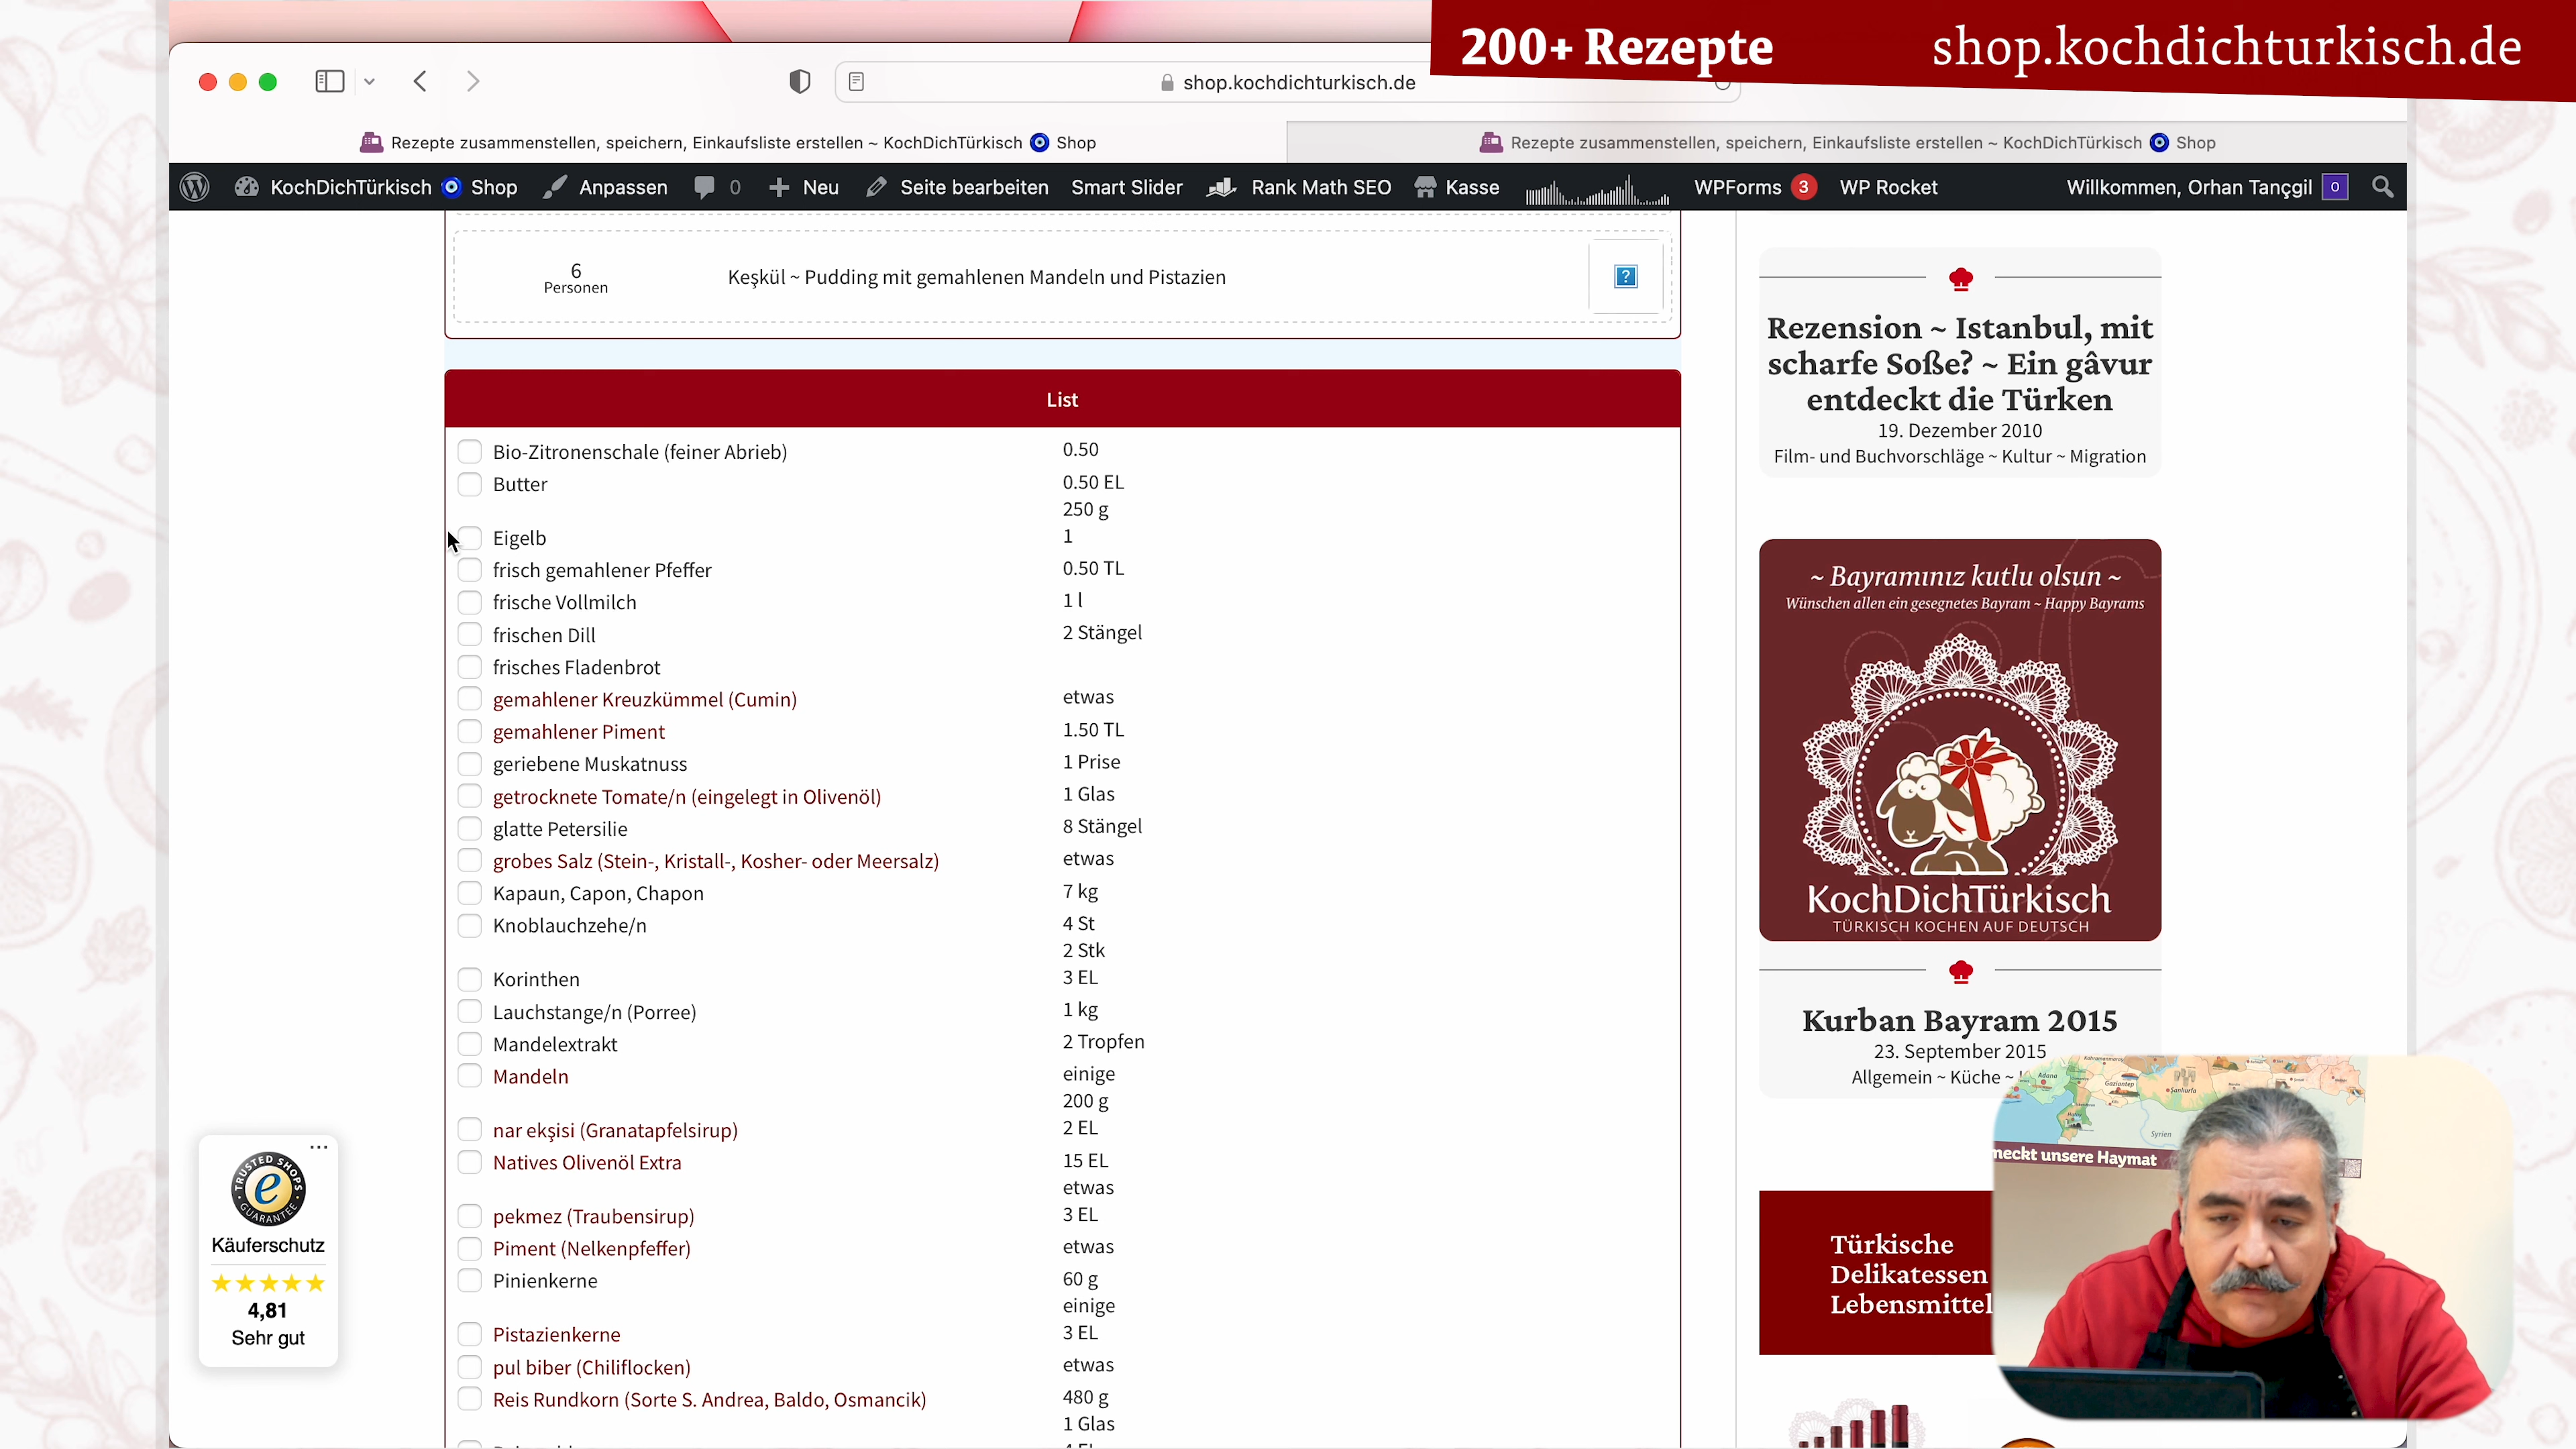 200+ Rezepte
shop.kochdichturkisch.de
shop.kochdichturkisch.de
Rezepte zusammenstellen, speichern, Einkaufsliste erstellen ~ KochDichTürkisch Shop
Rezepte zusammenstellen, speichern, Einkaufsliste erstellen ~ KochDichTürkisch Shop
KochDichTürkisch Shop Anpassen 0 Neu Seite bearbeiten Smart Slider Rank Math SEO Kasse WPForms 3 WP Rocket Willkommen, Orhan Tançgil 0
6
Personen
Keşkül ~ Pudding mit gemahlenen Mandeln und Pistazien
?
List
Bio-Zitronenschale (feiner Abrieb) 0.50
Butter 0.50 EL
250 g
Eigelb 1
frisch gemahlener Pfeffer 0.50 TL
frische Vollmilch 1 l
frischen Dill 2 Stängel
frisches Fladenbrot
gemahlener Kreuzkümmel (Cumin) etwas
gemahlener Piment 1.50 TL
geriebene Muskatnuss 1 Prise
getrocknete Tomate/n (eingelegt in Olivenöl) 1 Glas
glatte Petersilie 8 Stängel
grobes Salz (Stein-, Kristall-, Kosher- oder Meersalz) etwas
Kapaun, Capon, Chapon 7 kg
Knoblauchzehe/n 4 St
2 Stk
Korinthen 3 EL
Lauchstange/n (Porree) 1 kg
Mandelextrakt 2 Tropfen
Mandeln einige
200 g
nar ekşisi (Granatapfelsirup) 2 EL
Natives Olivenöl Extra 15 EL
etwas
pekmez (Traubensirup) 3 EL
Piment (Nelkenpfeffer) etwas
Pinienkerne 60 g
einige
Pistazienkerne 3 EL
pul biber (Chiliflocken) etwas
Reis Rundkorn (Sorte S. Andrea, Baldo, Osmancik) 480 g
1 Glas
Rezension ~ Istanbul, mit
scharfe Soße? ~ Ein gâvur
entdeckt die Türken
19. Dezember 2010
Film- und Buchvorschläge ~ Kultur ~ Migration
~ Bayramınız kutlu olsun ~
Wünschen allen ein gesegnetes Bayram ~ Happy Bayrams
KochDichTürkisch
TÜRKISCH KOCHEN AUF DEUTSCH
Kurban Bayram 2015
23. September 2015
Allgemein ~ Küche ~
Türkische
Delikatessen
Lebensmittel
TRUSTED SHOPS
e
GUARANTEE
Käuferschutz
4,81
Sehr gut
Adana
Gaziantep
Şanlıurfa
Syrien
meckt unsere Haymat